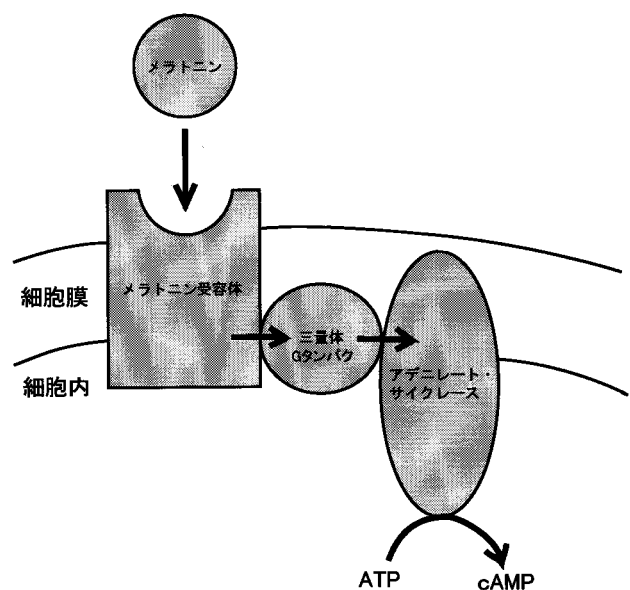 メラトニン
細胞膜
メラトニン受容体
三量体
Gタンパク
細胞内
アデニレート・
サイクレース
ATP
cAMP